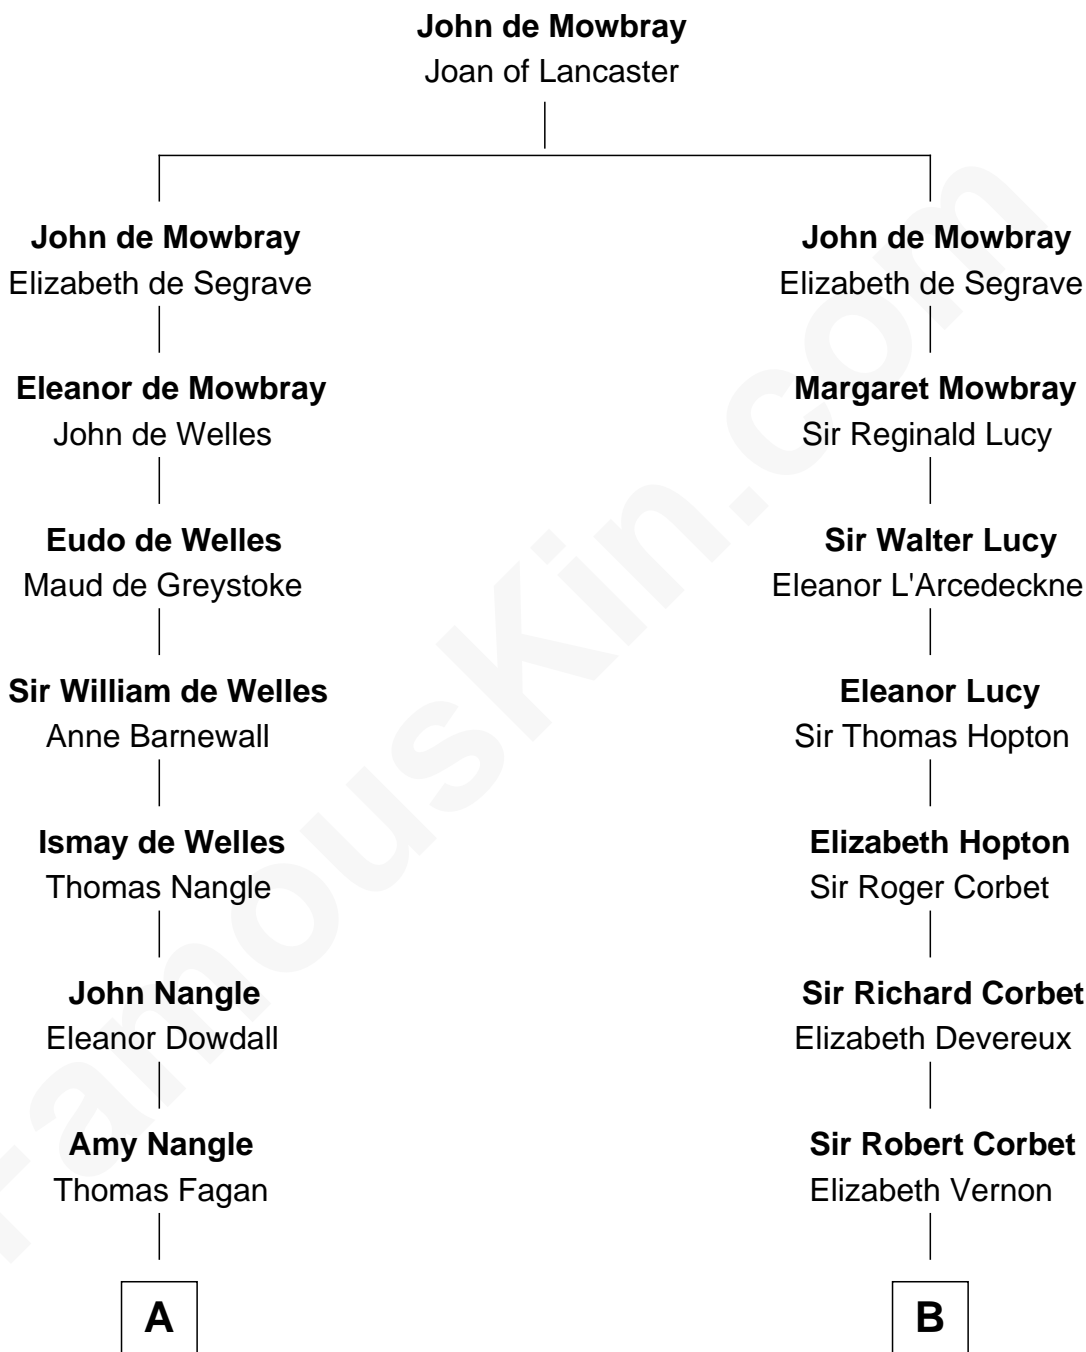 John de Mowbray
Joan of Lancaster
John de Mowbray
Elizabeth de Segrave
John de Mowbray
Elizabeth de Segrave
Eleanor de Mowbray
John de Welles
Margaret Mowbray
Sir Reginald Lucy
Eudo de Welles
Maud de Greystoke
Sir Walter Lucy
Eleanor L'Arcedeckne
Sir William de Welles
Anne Barnewall
Eleanor Lucy
Sir Thomas Hopton
Ismay de Welles
Thomas Nangle
Elizabeth Hopton
Sir Roger Corbet
John Nangle
Eleanor Dowdall
Sir Richard Corbet
Elizabeth Devereux
Amy Nangle
Thomas Fagan
Sir Robert Corbet
Elizabeth Vernon
A
B
FamousKin.com